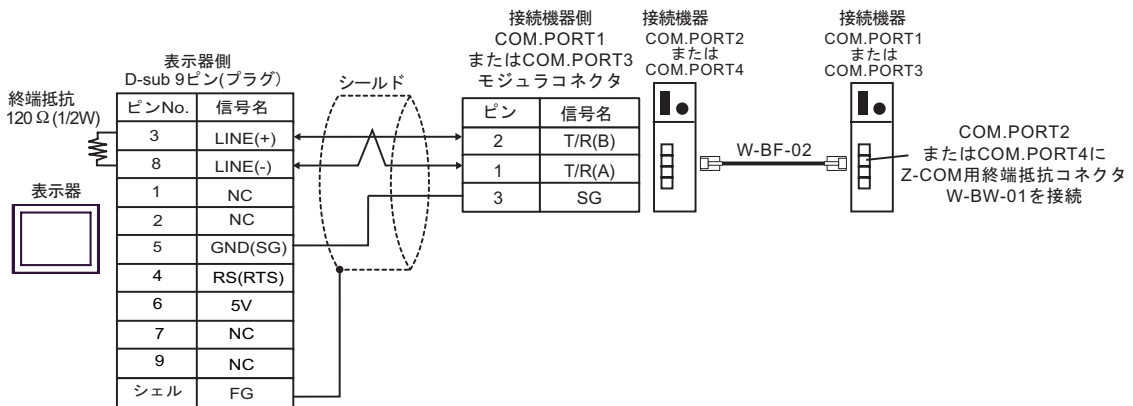 接続機器側
COM.PORT1
またはCOM.PORT3
モジュラコネクタ
接続機器
COM.PORT2
または
COM.PORT4
接続機器
COM.PORT1
または
COM.PORT3
表示器側
D-sub 9ピン(プラグ)
シールド
終端抵抗
120Ω(1/2W)
表示器
ピンNo. 信号名
3 LINE(+)
8 LINE(-)
1 NC
2 NC
5 GND(SG)
4 RS(RTS)
6 5V
7 NC
9 NC
シェル FG
ピン 信号名
2 T/R(B)
1 T/R(A)
3 SG
W-BF-02
COM.PORT2
またはCOM.PORT4に
Z-COM用終端抵抗コネクタ
W-BW-01を接続